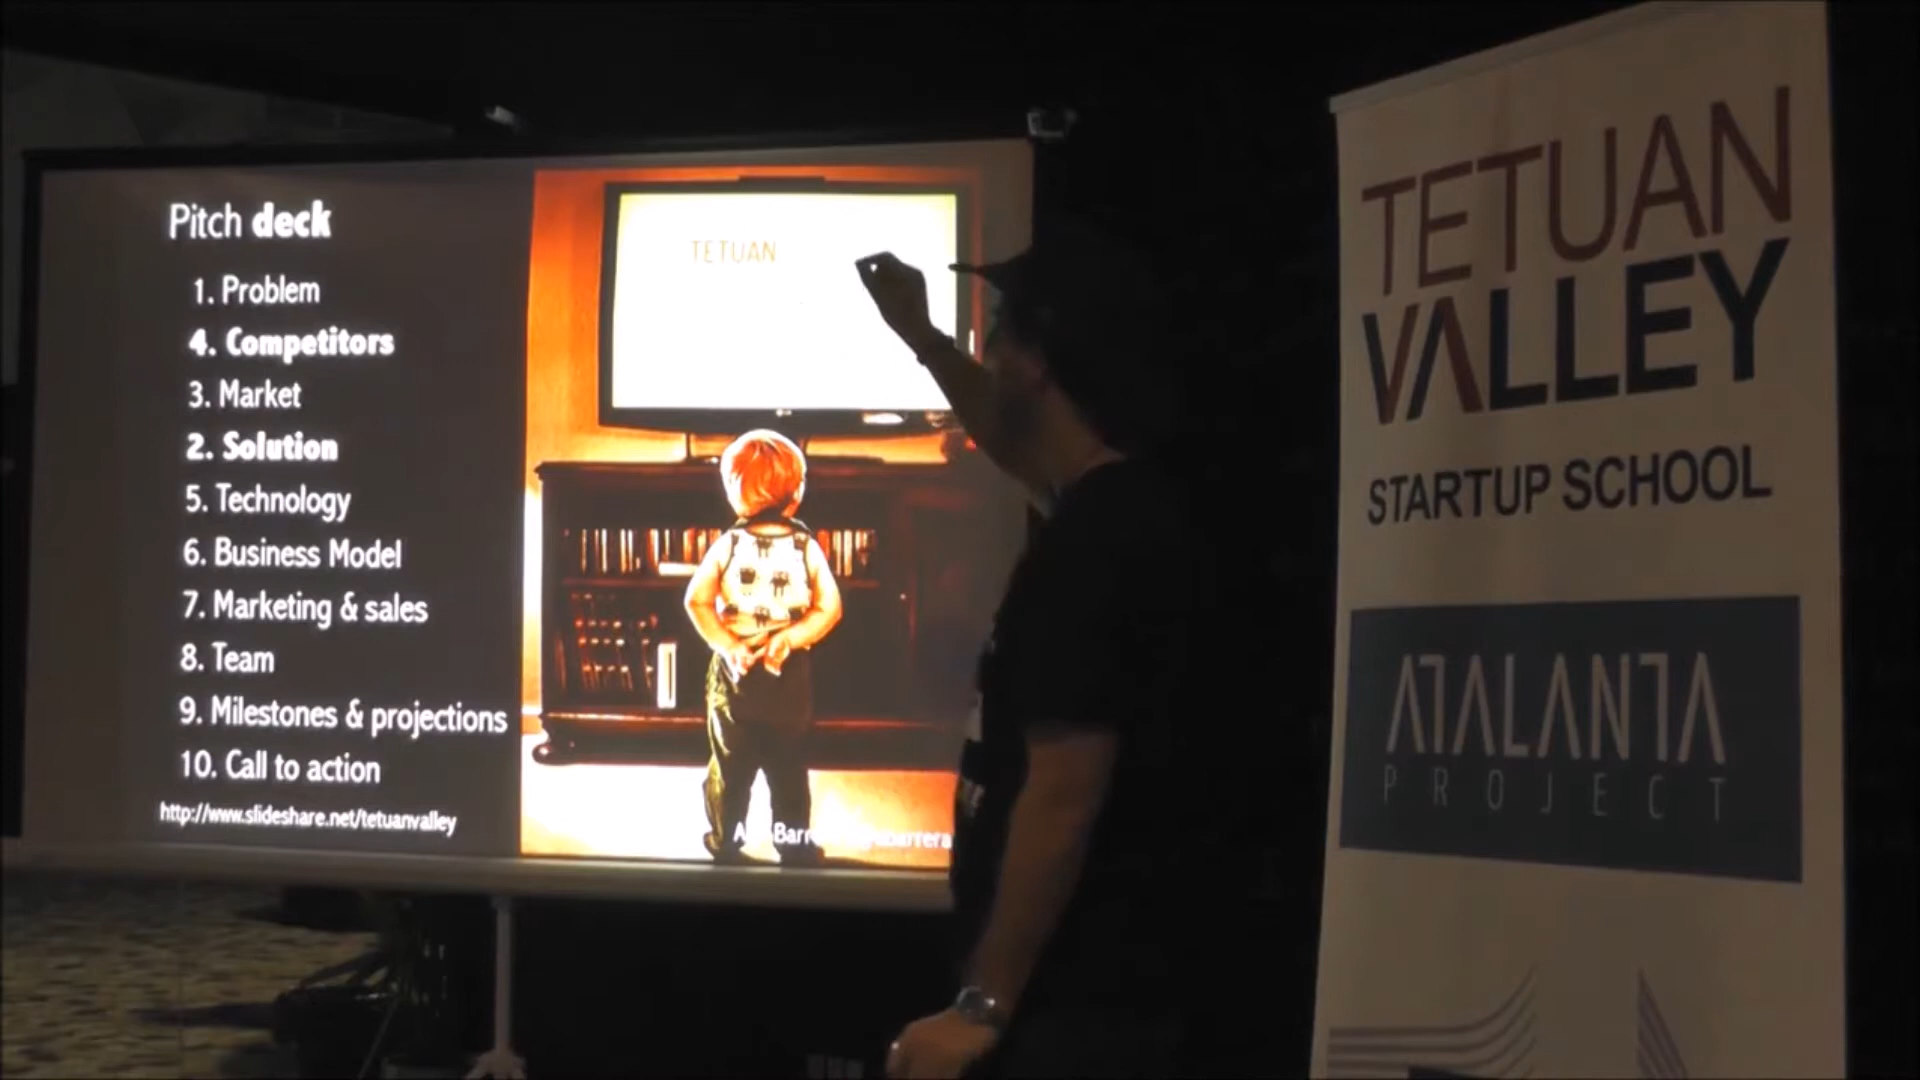 Pitch deck
1. Problem
4. Competitors
3. Market
2. Solution
5. Technology
6. Business Model
7. Marketing & sales
8. Team
9. Milestones & projections
10. Call to action
http://www.slideshare.net/tetuanvalley
TETUAN
TETUAN
VALLEY
STARTUP SCHOOL
ATALANTA
PROJECT